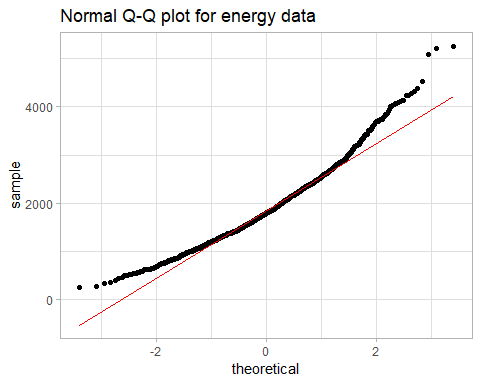 Normal Q-Q plot for energy data
sample
4000
2000
0
-2
0
2
theoretical